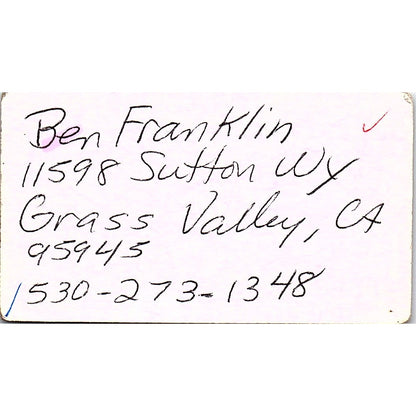 Ben Franklin
11598 Sutton Wy
Grass Valley, CA
95945
530-273-1348